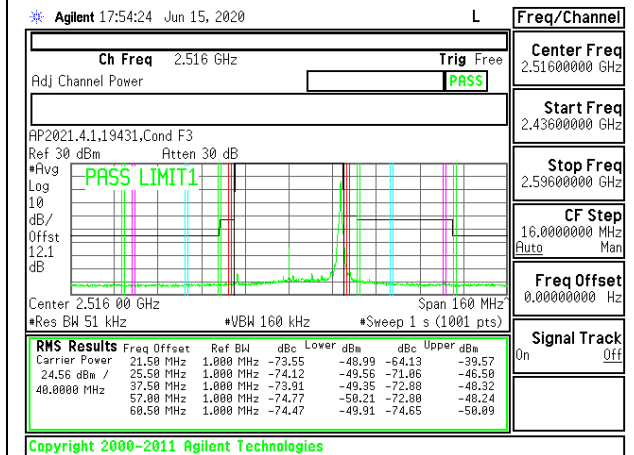 Agilent 17:54:24 Jun 15, 2020 L Freq/Channel
Ch Freq 2.516 GHz Trig Free
Adj Channel Power PASS
Center Freq
2.51600000 GHz
Start Freq
2.43600000 GHz
Stop Freq
2.59600000 GHz
CF Step
16.0000000 MHz
Auto Man
Freq Offset
0.00000000 Hz
Signal Track
On Off
AP2021.4.1,19431,Cond F3
Ref 30 dBm Atten 30 dB
#Avg
Log
10
dB/
Offst
12.1
dB
PASS LIMIT1
Center 2.516 00 GHz Span 160 MHz
#Res BW 51 kHz #VBW 160 kHz #Sweep 1 s (1001 pts)
RMS Results Freq Offset Ref BW dBc Lower dBm dBc Upper dBm
Carrier Power 21.50 MHz 1.000 MHz -73.55 -48.99 -64.13 -39.57
24.56 dBm / 25.50 MHz 1.000 MHz -74.12 -49.56 -71.06 -46.50
40.0000 MHz 37.50 MHz 1.000 MHz -73.91 -49.35 -72.88 -48.32
57.00 MHz 1.000 MHz -74.77 -50.21 -72.80 -48.24
60.50 MHz 1.000 MHz -74.47 -49.91 -74.65 -50.09
Copyright 2000-2011 Agilent Technologies